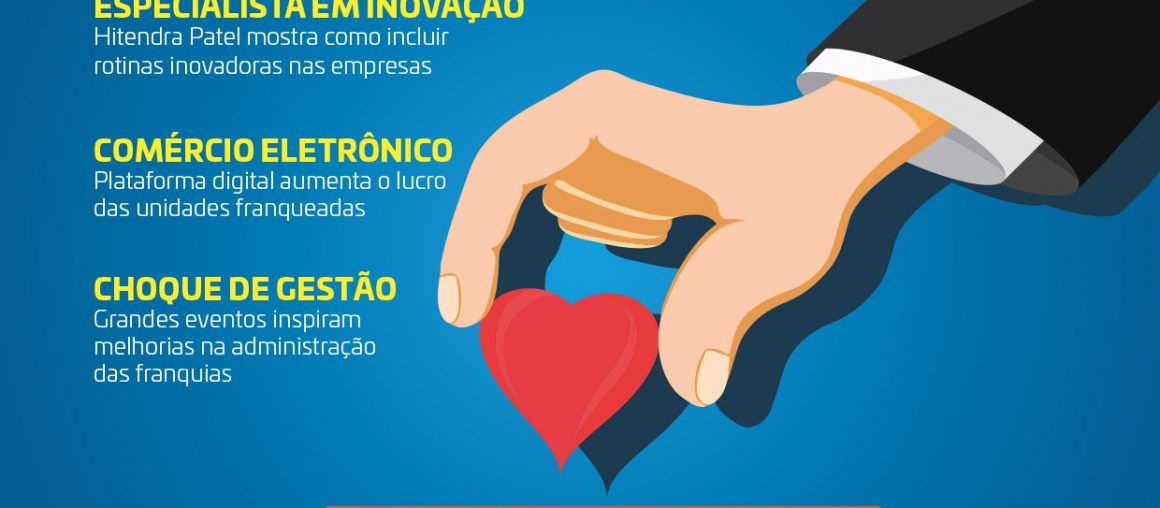 ESPECIALISTA EM INOVAÇÃO
Hitendra Patel mostra como incluir
rotinas inovadoras nas empresas
COMÉRCIO ELETRÔNICO
Plataforma digital aumenta o lucro
das unidades franqueadas
CHOQUE DE GESTÃO
Grandes eventos inspiram
melhorias na administração
das franquias